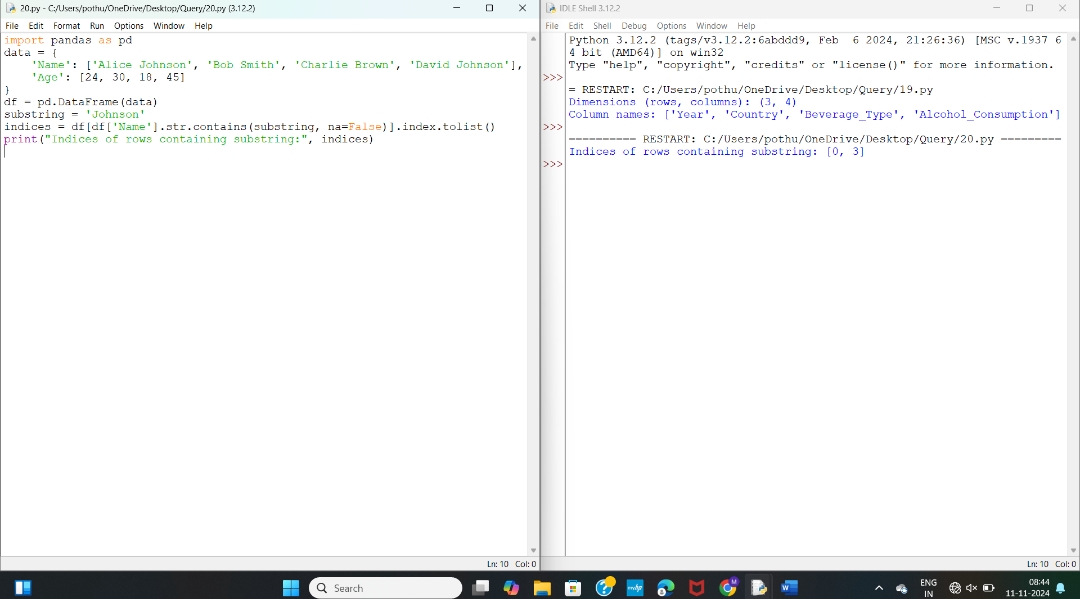 20.py - C:/Users/pothu/OneDrive/Desktop/Query/20.py (3.12.2)
File Edit Format Run Options Window Help
import pandas as pd
data = {
    'Name': ['Alice Johnson', 'Bob Smith', 'Charlie Brown', 'David Johnson'],
    'Age': [24, 30, 18, 45]
}
df = pd.DataFrame(data)
substring = 'Johnson'
indices = df[df['Name'].str.contains(substring, na=False)].index.tolist()
print("Indices of rows containing substring:", indices)
Ln: 10 Col: 0
IDLE Shell 3.12.2
File Edit Shell Debug Options Window Help
Python 3.12.2 (tags/v3.12.2:6abddd9, Feb  6 2024, 21:26:36) [MSC v.1937 6
4 bit (AMD64)] on win32
Type "help", "copyright", "credits" or "license()" for more information.
>>>
= RESTART: C:/Users/pothu/OneDrive/Desktop/Query/19.py
Dimensions (rows, columns): (3, 4)
Column names: ['Year', 'Country', 'Beverage_Type', 'Alcohol_Consumption']
>>>
========== RESTART: C:/Users/pothu/OneDrive/Desktop/Query/20.py =========
Indices of rows containing substring: [0, 3]
>>>
Ln: 10 Col: 0
Search
ENG
IN
08:44
11-11-2024